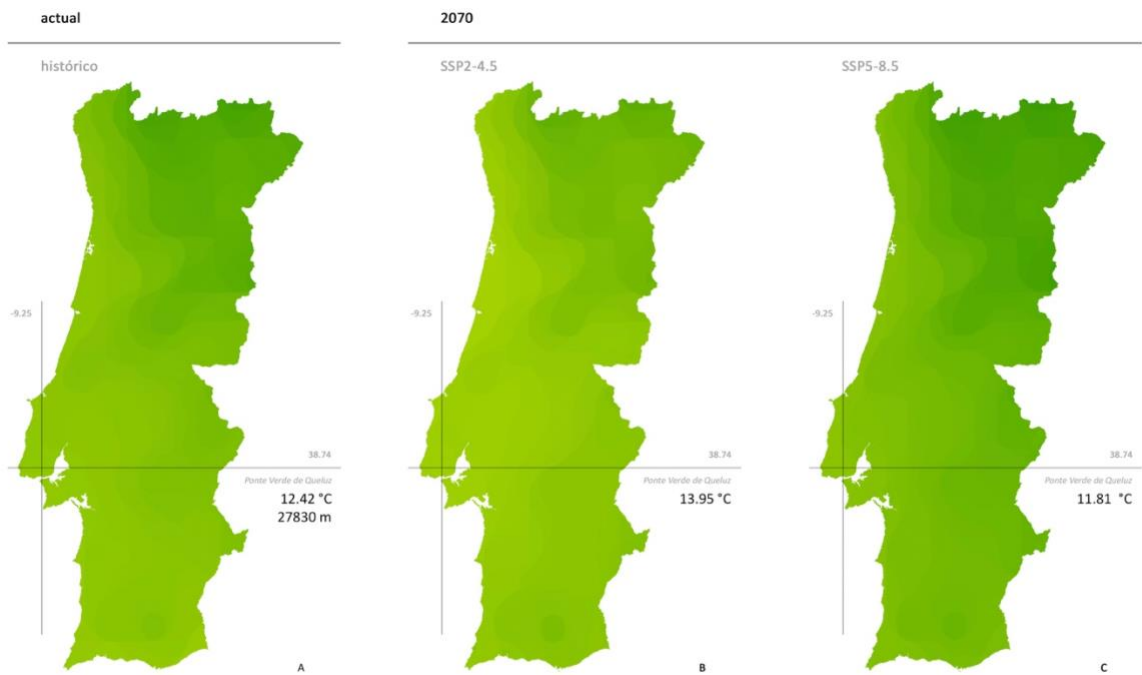 actual
2070
histórico
SSP2-4.5
SSP5-8.5
-9.25
38.74
Ponte Verde de Queluz
12.42 °C
27830 m
A
-9.25
38.74
Ponte Verde de Queluz
13.95 °C
B
-9.25
38.74
Ponte Verde de Queluz
11.81 °C
C